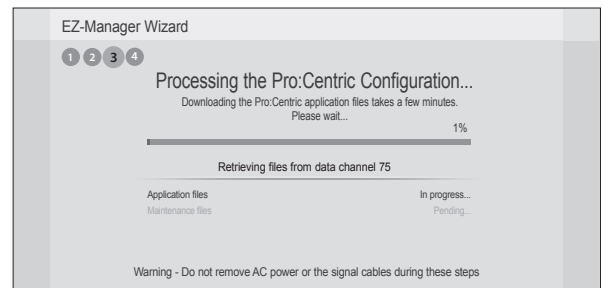 EZ-Manager Wizard
1 2 3 4
Processing the Pro:Centric Configuration...
Downloading the Pro:Centric application files takes a few minutes.
Please wait...
1%
Retrieving files from data channel 75
Application files In progress...
Maintenance files Pending...
Warning - Do not remove AC power or the signal cables during these steps